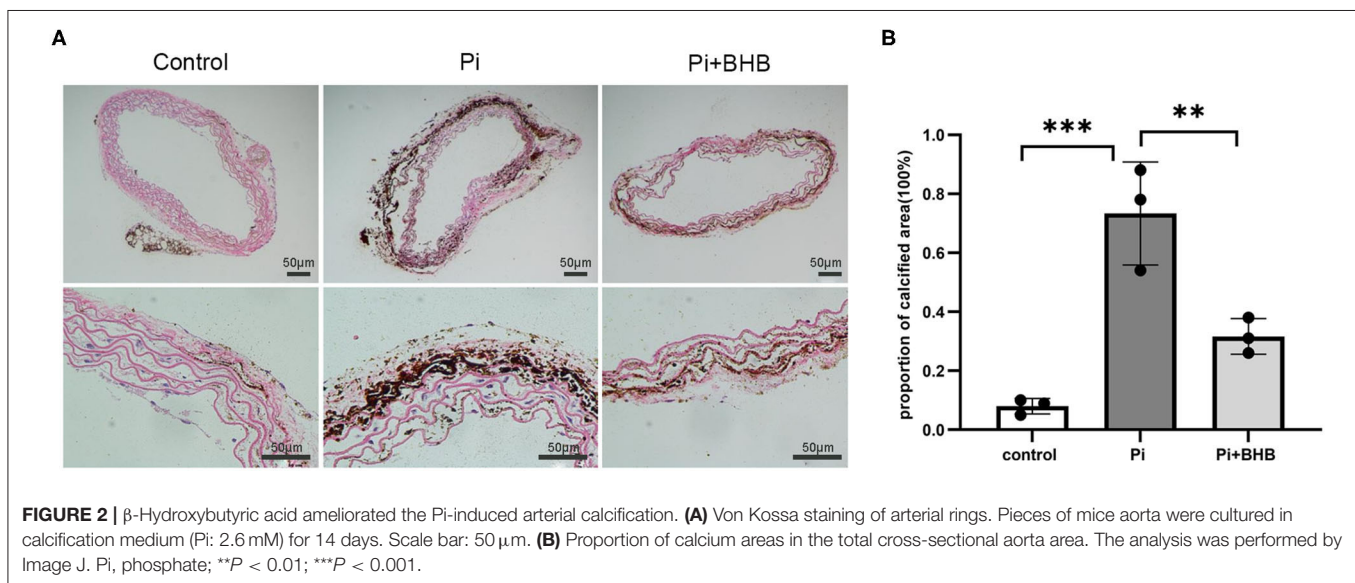 A
Control
Pi
Pi+BHB
50μm
50μm
50μm
50μm
50μm
50μm
B
***
**
proportion of calcified area(100%)
1.0
0.8
0.6
0.4
0.2
0.0
control
Pi
Pi+BHB
FIGURE 2 | β-Hydroxybutyric acid ameliorated the Pi-induced arterial calcification. (A) Von Kossa staining of arterial rings. Pieces of mice aorta were cultured in
calcification medium (Pi: 2.6 mM) for 14 days. Scale bar: 50 μm. (B) Proportion of calcium areas in the total cross-sectional aorta area. The analysis was performed by
Image J. Pi, phosphate; **P < 0.01; ***P < 0.001.